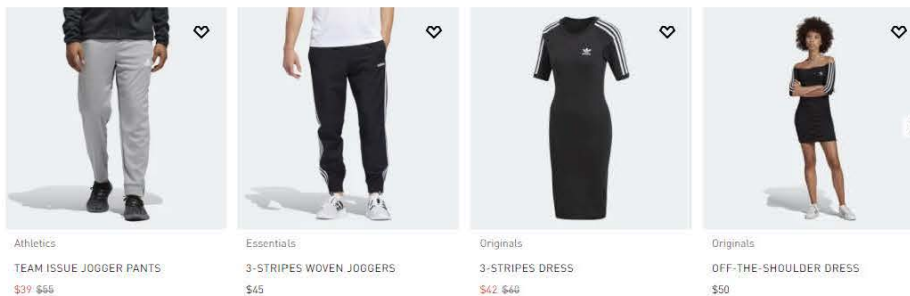 Athletics
TEAM ISSUE JOGGER PANTS
$39 $55
Essentials
3-STRIPES WOVEN JOGGERS
$45
Originals
3-STRIPES DRESS
$42 $60
Originals
OFF-THE-SHOULDER DRESS
$50